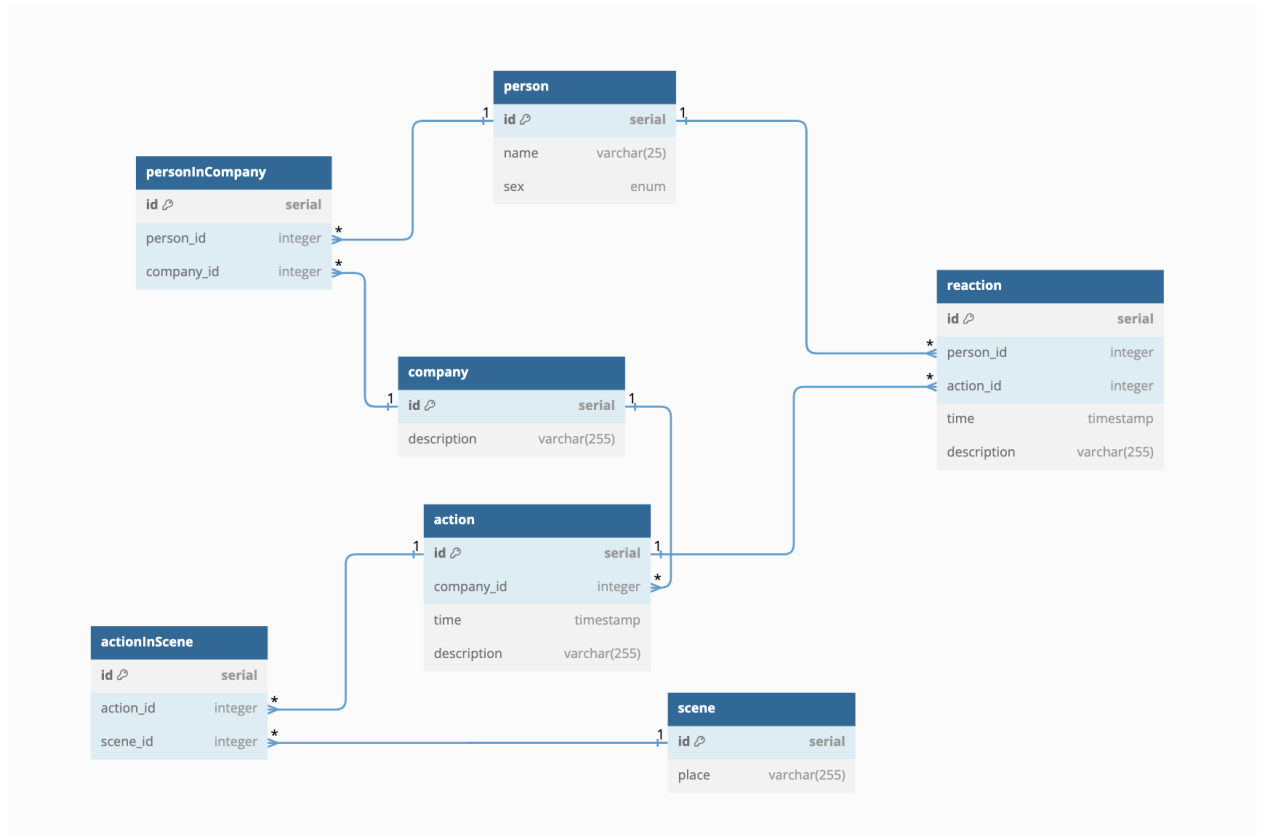 person
1 id serial 1
name varchar(25)
sex enum
personInCompany
id serial
person_id integer *
company_id integer *
reaction
id serial
* person_id integer
* action_id integer
time timestamp
description varchar(255)
company
1 id serial 1
description varchar(255)
action
1 id serial 1
company_id integer *
time timestamp
description varchar(255)
actionInScene
id serial
action_id integer *
scene_id integer *
scene
1 id serial
place varchar(255)